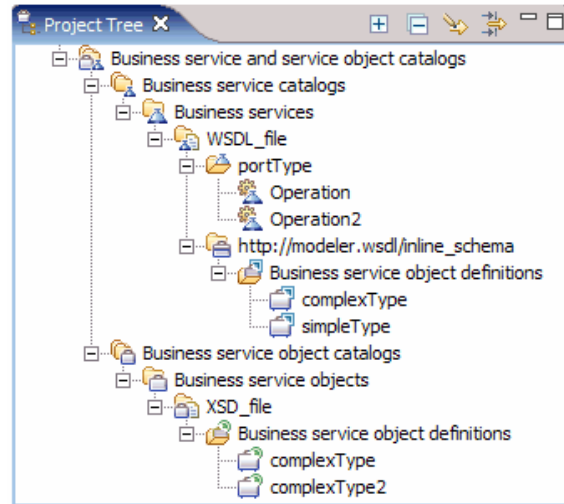 Project Tree
Business service and service object catalogs
Business service catalogs
Business services
WSDL_file
portType
Operation
Operation2
http://modeler.wsdl/inline_schema
Business service object definitions
complexType
simpleType
Business service object catalogs
Business service objects
XSD_file
Business service object definitions
complexType
complexType2